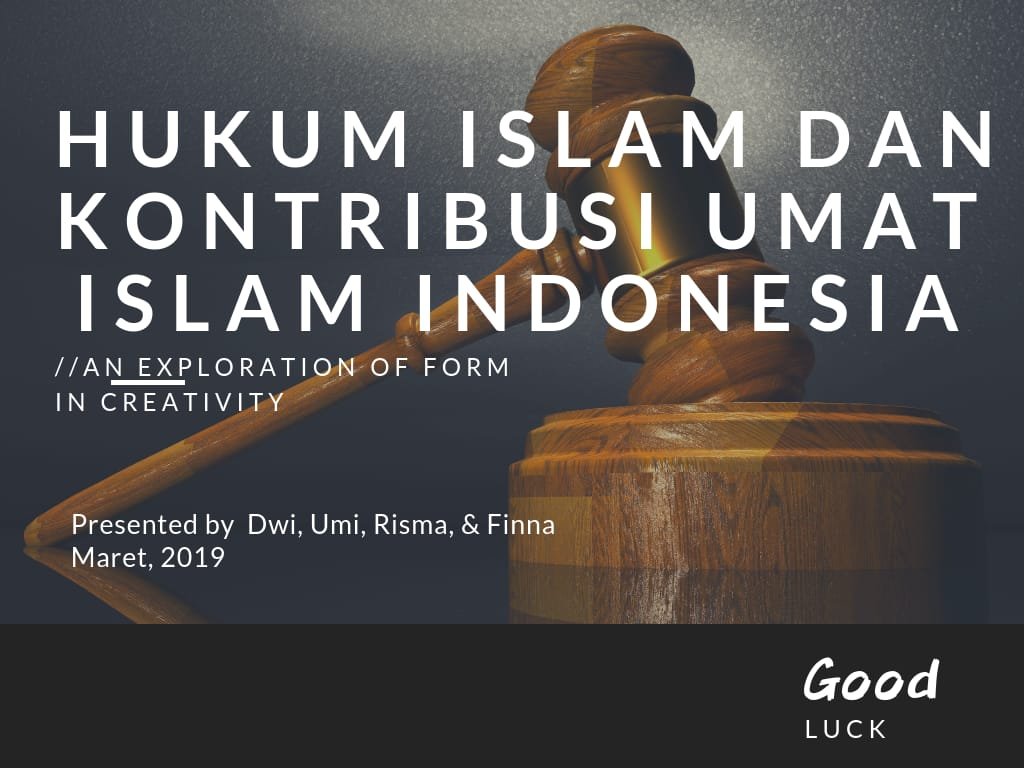 HUKUM ISLAM DAN
KONTRIBUSI UMAT
ISLAM INDONESIA
//AN EXPLORATION OF FORM
IN CREATIVITY
Presented by Dwi, Umi, Risma, & Finna
Maret, 2019
Good
LUCK